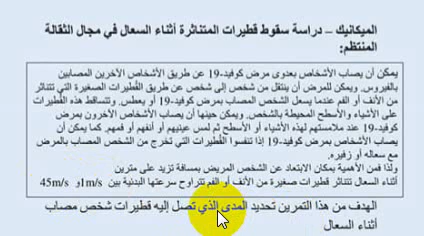 الميكانيك – دراسة سقوط قطيرات المتناثرة أثناء السعال في مجال الثقالة
المنتظم:
يمكن أن يصاب الأشخاص بعدوى مرض كوفيد-19 عن طريق الأشخاص الآخرين المصابين
بالفيروس. ويمكن للمرض أن ينتقل من شخص إلى شخص عن طريق القُطيرات الصغيرة التي تتناثر
من الأنف أو الفم عندما يسعل الشخص المصاب بمرض كوفيد-19 أو يعطس. وتتساقط هذه القُطيرات
على الأشياء والأسطح المحيطة بالشخص. ويمكن حينها أن يصاب الأشخاص الآخرون بمرض
كوفيد-19 عند ملامستهم لهذه الأشياء أو الأسطح ثم لمس عينيهم أو أنفهم أو فمهم. كما يمكن أن
يصاب الأشخاص بمرض كوفيد-19 إذا تنفسوا القُطيرات التي تخرج من الشخص المصاب بالمرض
مع سعاله أو زفيره.
ولذا فمن الأهمية بمكان الابتعاد عن الشخص المريض بمسافة تزيد على مترين
أثناء السعال تتناثر قطيرات صغيرة من الأنف أو الفم تتراوح سرعتها البدئية بين 1m/s و 45m/s
الهدف من هذا التمرين تحديد المدى الذي تصل إليه قطيرات شخص مصاب
أثناء السعال